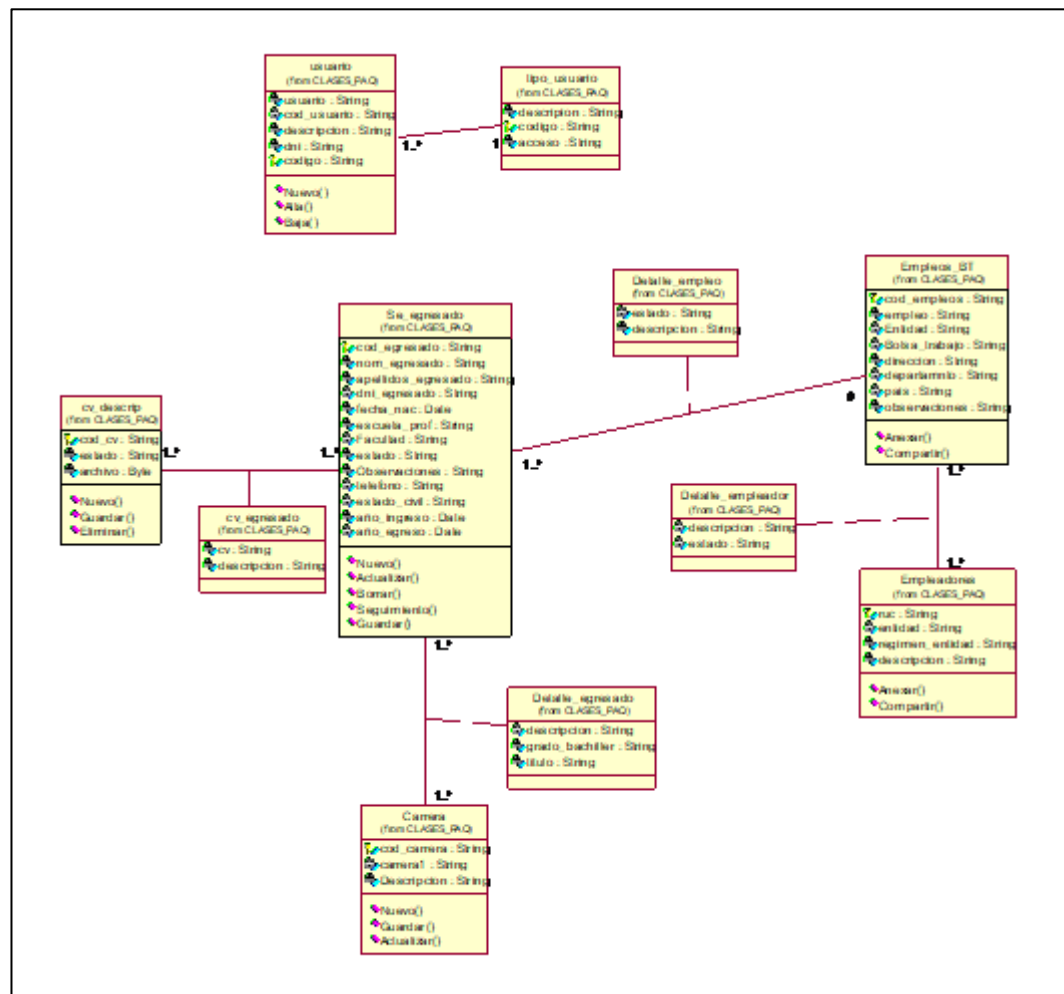 usuario
(from CLASES_PAQ)
usuario : String
cod_usuario : String
descripcion : String
dni : String
codigo : String
Nuevo()
Alta()
Baja()
tipo_usuario
(from CLASES_PAQ)
descripion : String
codigo : String
acceso : String
1..*
1
Detalle_empleo
(from CLASES_PAQ)
estado : String
descripcion : String
Empleos_BT
(from CLASES_PAQ)
cod_empleos : String
empleo : String
Entidad : String
Bolsa_trabajo : String
direccion : String
departamnto : String
pais : String
observaciones : String
Anexar()
Compartir()
Se_egresado
(from CLASES_PAQ)
cod_egresado : String
nom_egresado : String
apellidos_egresado : String
dni_egresado : String
fecha_nac : Date
escuela_prof : String
Facultad : String
estado : String
Observaciones : String
telefono : String
estado_civil : String
año_ingreso : Date
año_egreso : Date
Nuevo()
Actualizar()
Borrar()
Seguimiento()
Guardar()
cv_descrip
(from CLASES_PAQ)
cod_cv : String
estado : String
archivo : Byte
Nuevo()
Guardar()
Eliminar()
1..*
1..*
1..*
cv_egresado
(from CLASES_PAQ)
cv : String
descripcion : String
Detalle_empleador
(from CLASES_PAQ)
descripcion : String
estado : String
1..*
1..*
Empleadores
(from CLASES_PAQ)
ruc : String
entidad : String
regimen_entidad : String
descripcion : String
Anexar()
Compartir()
1..*
Detalle_egresado
(from CLASES_PAQ)
descripcion : String
grado_bachiller : String
titulo : String
1..*
Carrera
(from CLASES_PAQ)
cod_carrera : String
carrera1 : String
Descripcion : String
Nuevo()
Guardar()
Actualizar()